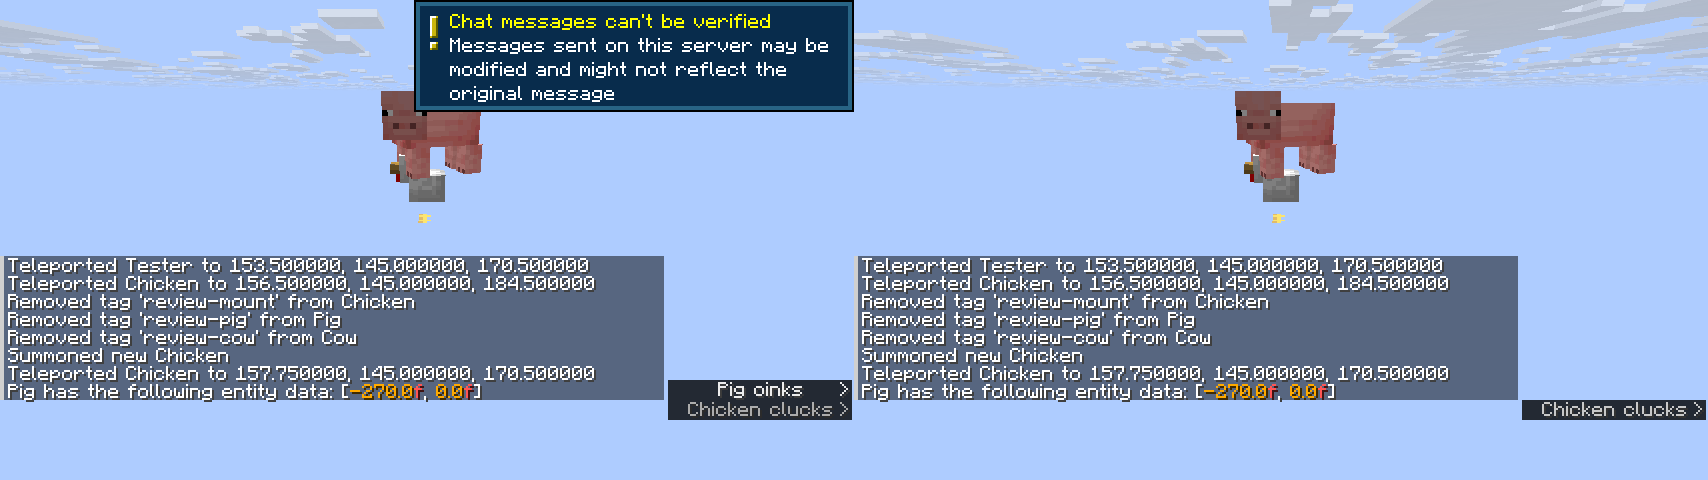 Chat messages can't be verified
Messages sent on this server may be
modified and might not reflect the
original message
Teleported Tester to 153.500000, 145.000000, 170.500000
Teleported Chicken to 156.500000, 145.000000, 184.500000
Removed tag 'review-mount' from Chicken
Removed tag 'review-pig' from Pig
Removed tag 'review-cow' from Cow
Summoned new Chicken
Teleported Chicken to 157.750000, 145.000000, 170.500000
Pig has the following entity data: [-270.0f, 0.0f]
Pig oinks >
Chicken clucks >
Teleported Tester to 153.500000, 145.000000, 170.500000
Teleported Chicken to 156.500000, 145.000000, 184.500000
Removed tag 'review-mount' from Chicken
Removed tag 'review-pig' from Pig
Removed tag 'review-cow' from Cow
Summoned new Chicken
Teleported Chicken to 157.750000, 145.000000, 170.500000
Pig has the following entity data: [-270.0f, 0.0f]
Chicken clucks >